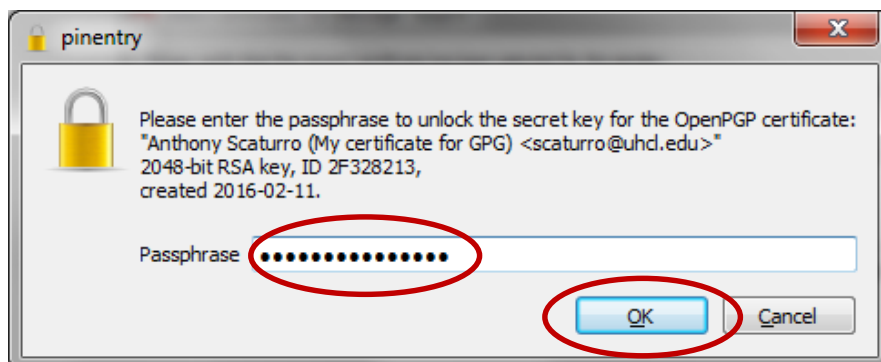 pinentry
Please enter the passphrase to unlock the secret key for the OpenPGP certificate:
"Anthony Scaturro (My certificate for GPG) <scaturro@uhcl.edu>"
2048-bit RSA key, ID 2F328213,
created 2016-02-11.
Passphrase ●●●●●●●●●●●●●●●
OK Cancel